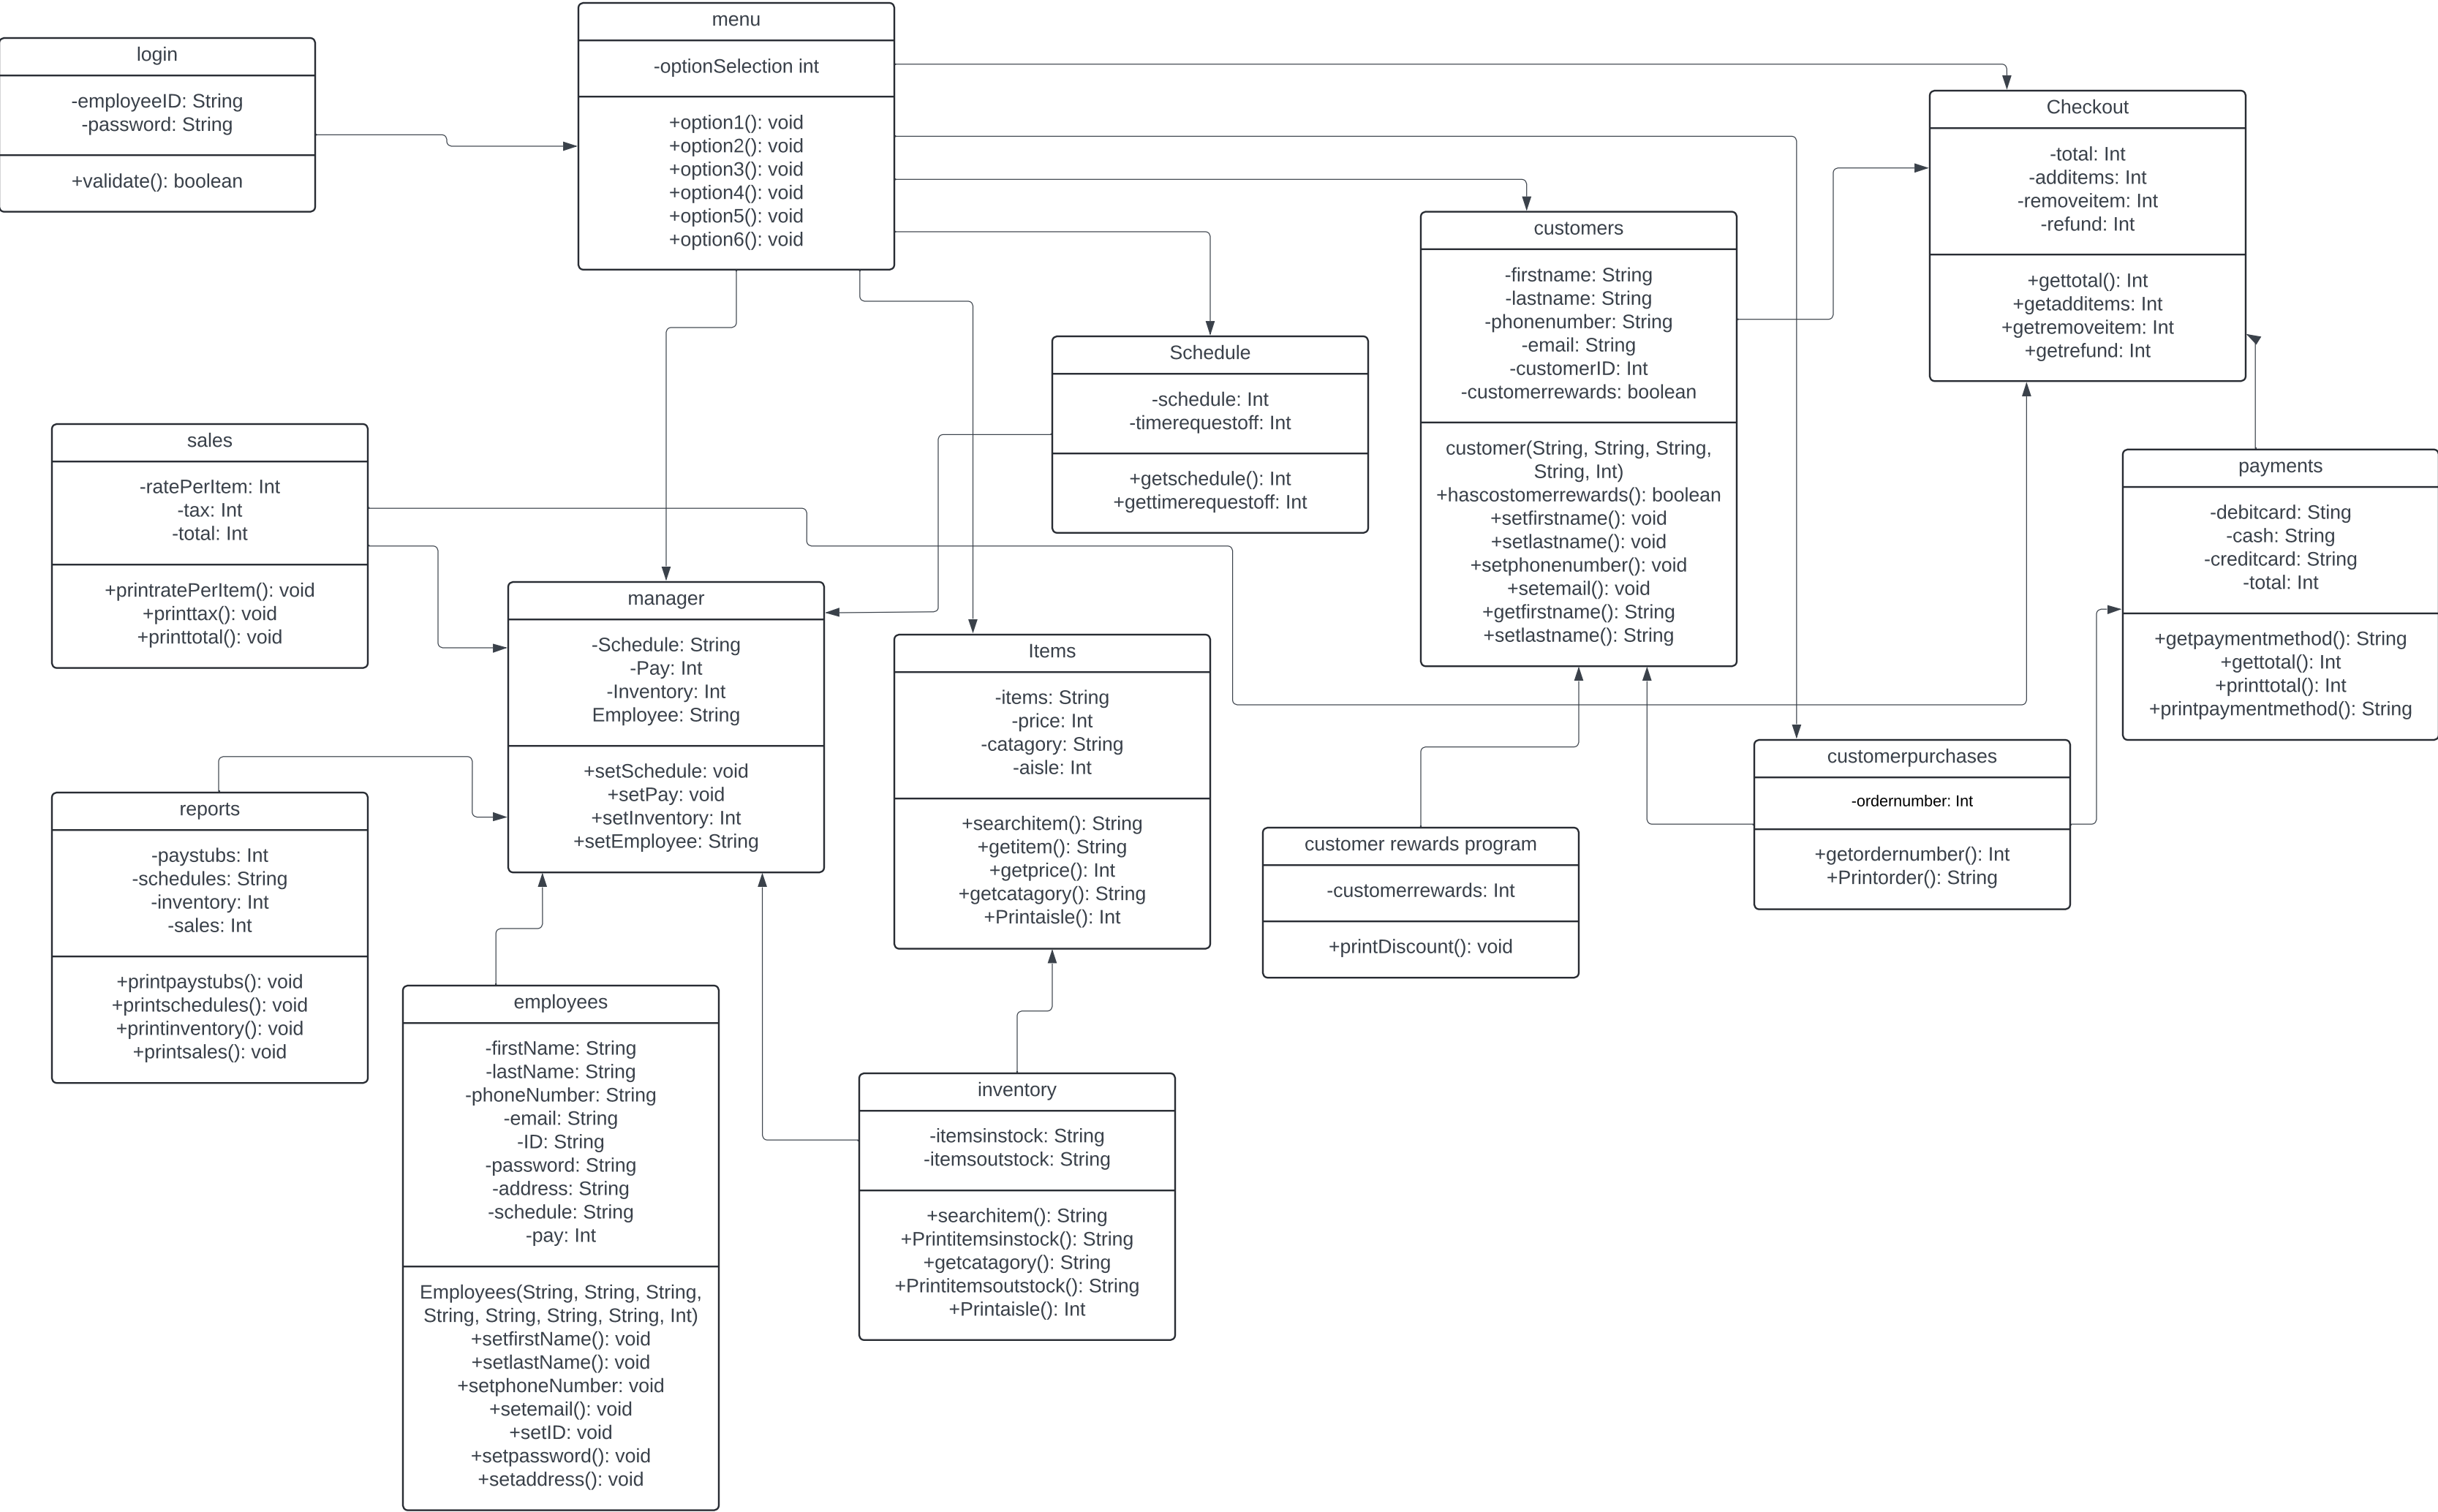 menu
-optionSelection int
+option1(): void
+option2(): void
+option3(): void
+option4(): void
+option5(): void
+option6(): void
login
-employeeID: String
-password: String
+validate(): boolean
Checkout
-total: Int
-additems: Int
-removeitem: Int
-refund: Int
+gettotal(): Int
+getadditems: Int
+getremoveitem: Int
+getrefund: Int
customers
-firstname: String
-lastname: String
-phonenumber: String
-email: String
-customerID: Int
-customerrewards: boolean
customer(String, String, String,
String, Int)
+hascostomerrewards(): boolean
+setfirstname(): void
+setlastname(): void
+setphonenumber(): void
+setemail(): void
+getfirstname(): String
+setlastname(): String
Schedule
-schedule: Int
-timerequestoff: Int
+getschedule(): Int
+gettimerequestoff: Int
sales
-ratePerItem: Int
-tax: Int
-total: Int
+printratePerItem(): void
+printtax(): void
+printtotal(): void
payments
-debitcard: Sting
-cash: String
-creditcard: String
-total: Int
+getpaymentmethod(): String
+gettotal(): Int
+printtotal(): Int
+printpaymentmethod(): String
manager
-Schedule: String
-Pay: Int
-Inventory: Int
Employee: String
+setSchedule: void
+setPay: void
+setInventory: Int
+setEmployee: String
Items
-items: String
-price: Int
-catagory: String
-aisle: Int
+searchitem(): String
+getitem(): String
+getprice(): Int
+getcatagory(): String
+Printaisle(): Int
customerpurchases
-ordernumber: Int
+getordernumber(): Int
+Printorder(): String
reports
-paystubs: Int
-schedules: String
-inventory: Int
-sales: Int
+printpaystubs(): void
+printschedules(): void
+printinventory(): void
+printsales(): void
customer rewards program
-customerrewards: Int
+printDiscount(): void
employees
-firstName: String
-lastName: String
-phoneNumber: String
-email: String
-ID: String
-password: String
-address: String
-schedule: String
-pay: Int
Employees(String, String, String,
String, String, String, String, Int)
+setfirstName(): void
+setlastName(): void
+setphoneNumber: void
+setemail(): void
+setID: void
+setpassword(): void
+setaddress(): void
inventory
-itemsinstock: String
-itemsoutstock: String
+searchitem(): String
+Printitemsinstock(): String
+getcatagory(): String
+Printitemsoutstock(): String
+Printaisle(): Int